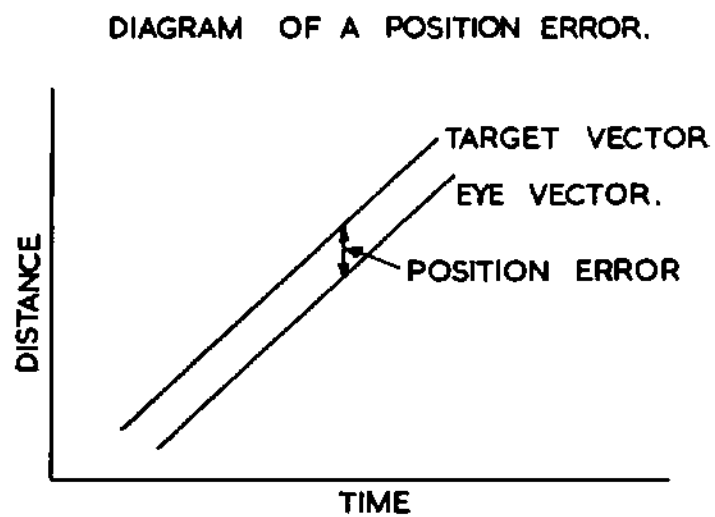 DIAGRAM OF A POSITION ERROR.
TARGET VECTOR
EYE VECTOR.
POSITION ERROR
DISTANCE
TIME